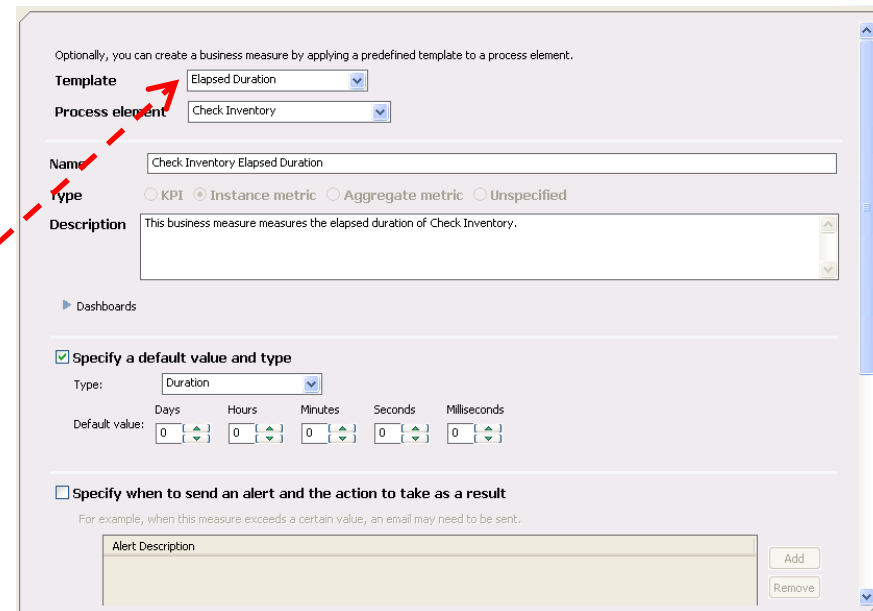 Optionally, you can create a business measure by applying a predefined template to a process element.
Template Elapsed Duration
Process element Check Inventory
Name Check Inventory Elapsed Duration
Type KPI Instance metric Aggregate metric Unspecified
Description This business measure measures the elapsed duration of Check Inventory.
Dashboards
Specify a default value and type
Type: Duration
Days Hours Minutes Seconds Milliseconds
Default value: 0 0 0 0 0
Specify when to send an alert and the action to take as a result
For example, when this measure exceeds a certain value, an email may need to be sent.
Alert Description
Add
Remove